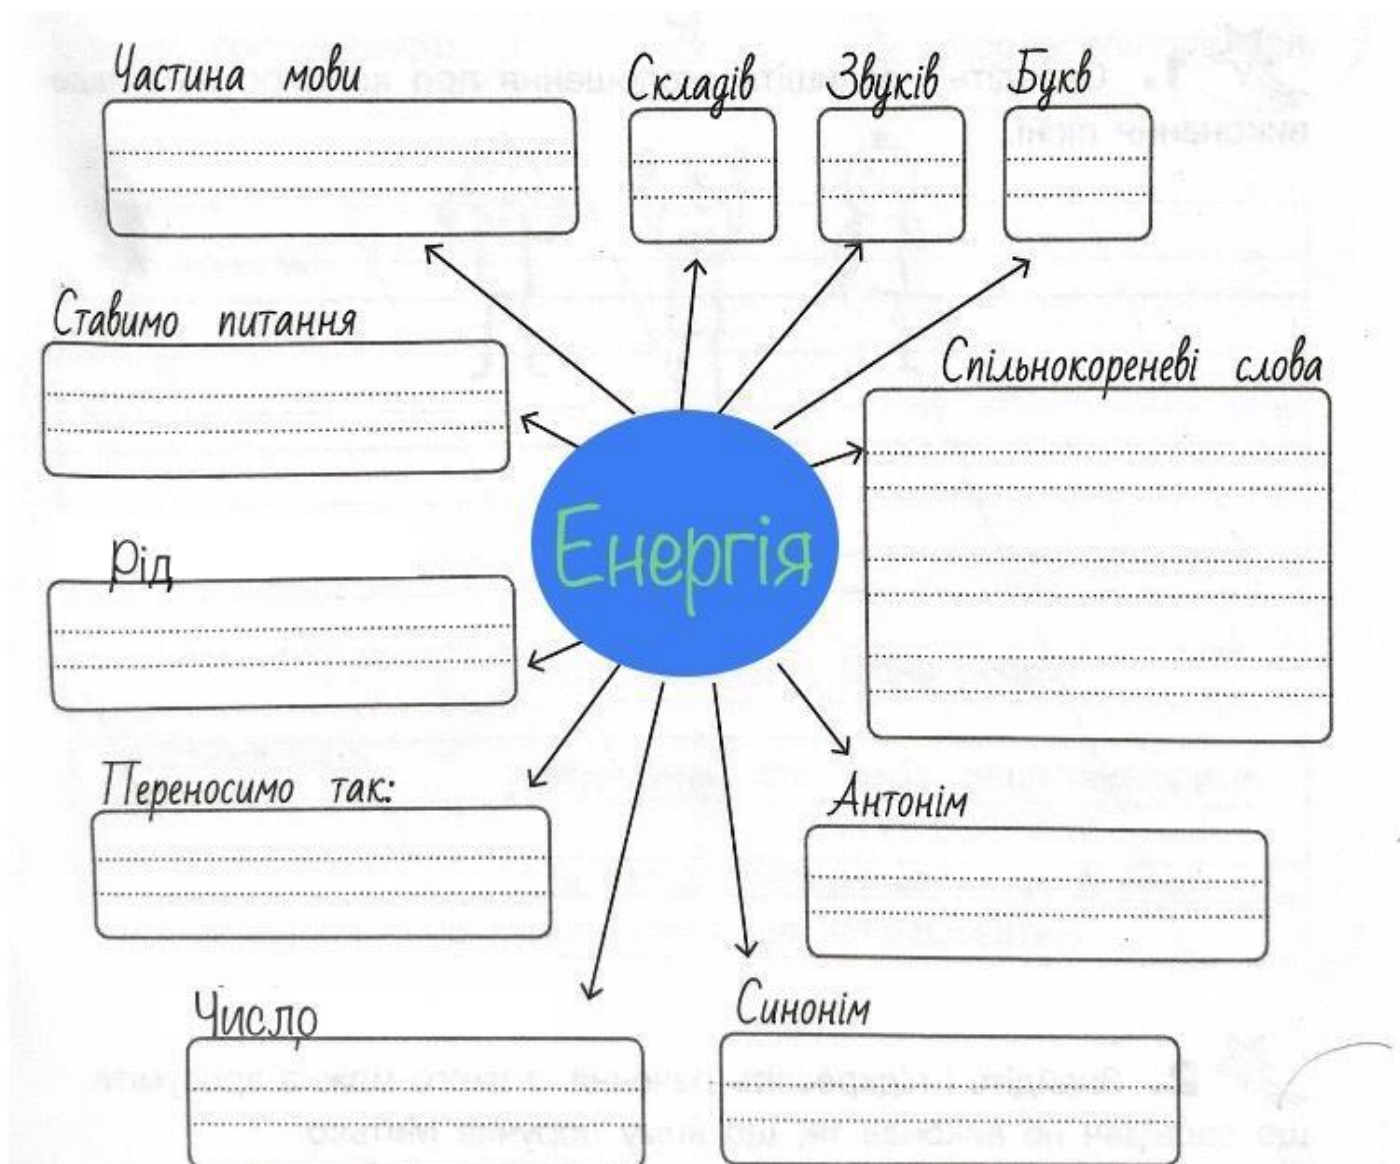 Частина мови
Складів
Звуків
Букв
Ставимо питання
Спільнокореневі слова
Енергія
Рід
Переносимо так:
Антонім
Число
Синонім